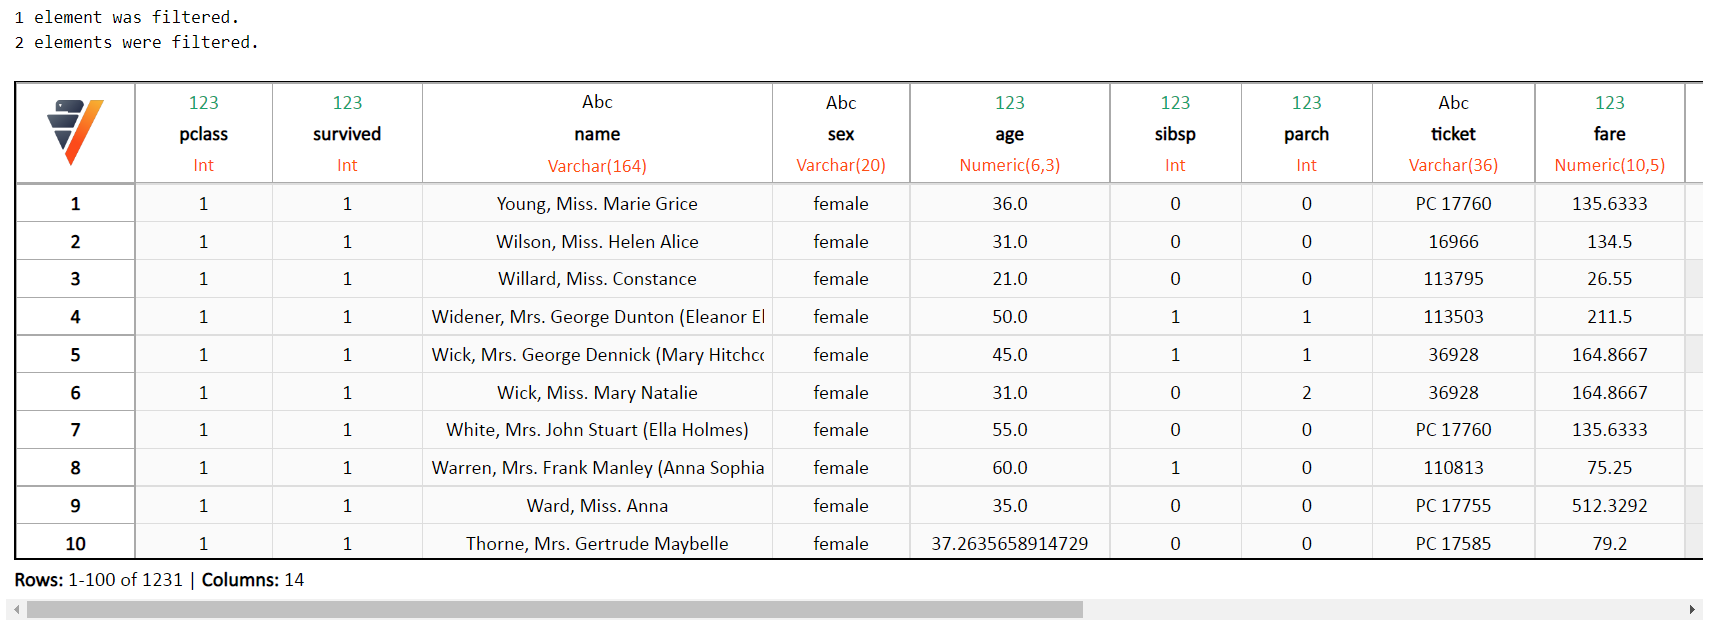 1 element was filtered.
2 elements were filtered.
123 123 Abc Abc 123 123 123 Abc 123
pclass survived name sex age sibsp parch ticket fare
Int Int Varchar(164) Varchar(20) Numeric(6,3) Int Int Varchar(36) Numeric(10,5)
1 1 1 Young, Miss. Marie Grice female 36.0 0 0 PC 17760 135.6333
2 1 1 Wilson, Miss. Helen Alice female 31.0 0 0 16966 134.5
3 1 1 Willard, Miss. Constance female 21.0 0 0 113795 26.55
4 1 1 Widener, Mrs. George Dunton (Eleanor El female 50.0 1 1 113503 211.5
5 1 1 Wick, Mrs. George Dennick (Mary Hitchco female 45.0 1 1 36928 164.8667
6 1 1 Wick, Miss. Mary Natalie female 31.0 0 2 36928 164.8667
7 1 1 White, Mrs. John Stuart (Ella Holmes) female 55.0 0 0 PC 17760 135.6333
8 1 1 Warren, Mrs. Frank Manley (Anna Sophia female 60.0 1 0 110813 75.25
9 1 1 Ward, Miss. Anna female 35.0 0 0 PC 17755 512.3292
10 1 1 Thorne, Mrs. Gertrude Maybelle female 37.2635658914729 0 0 PC 17585 79.2
Rows: 1-100 of 1231 | Columns: 14